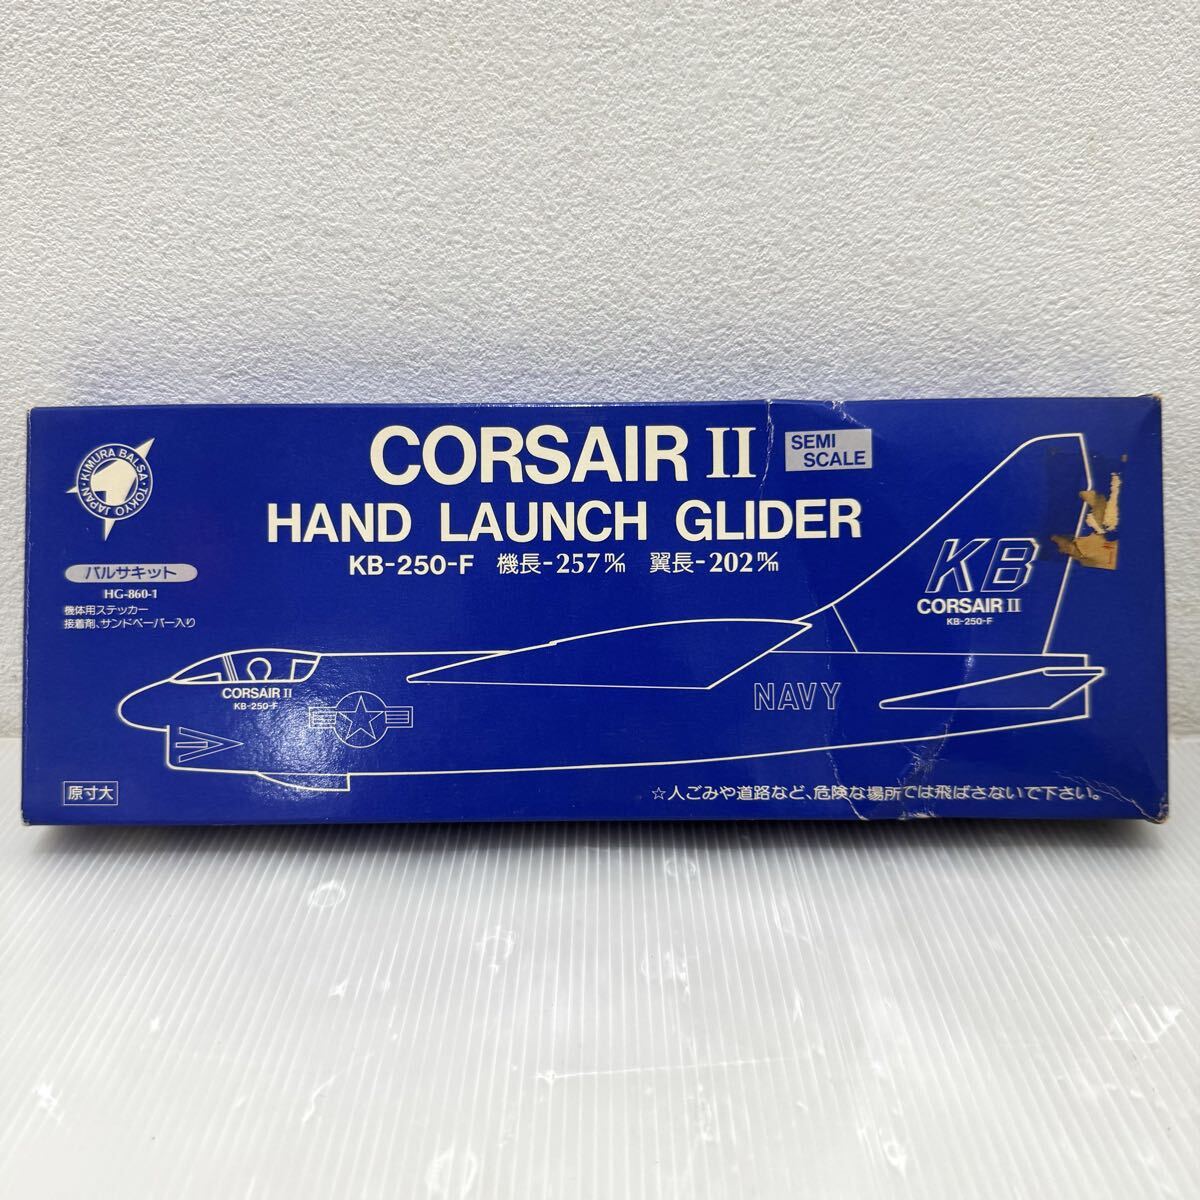 CORSAIR II
SEMI
SCALE
HAND LAUNCH GLIDER
KB-250-F 機長-257m/m 翼長-202m/m
KIMURA BALSA・TOKYO JAPAN・
バルサキット
HG-860-1
機体用ステッカー
接着剤、サンドペーパー入り
KB
CORSAIR II
KB-250-F
CORSAIR II
KB-250-F
NAVY
原寸大
☆人ごみや道路など、危険な場所では飛ばさないで下さい。